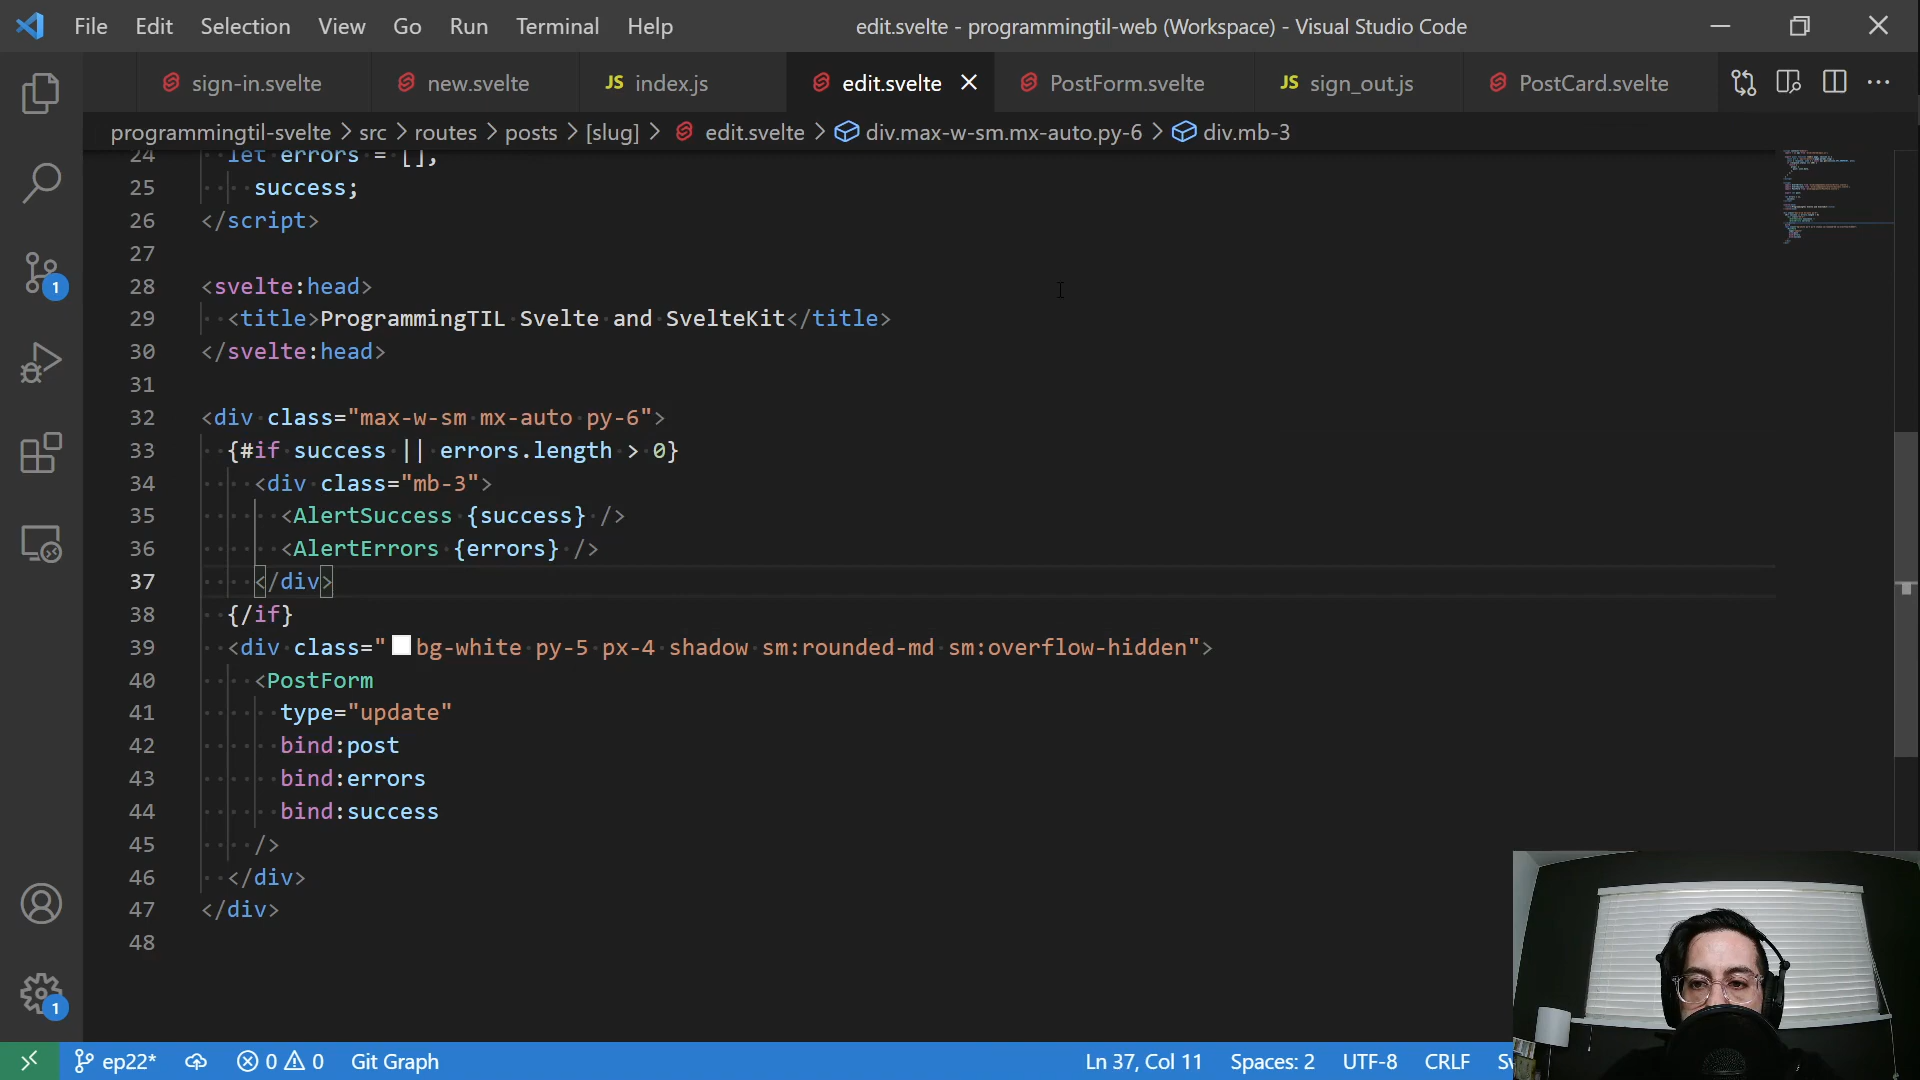 File Edit Selection View Go Run Terminal Help edit.svelte - programmingtil-web (Workspace) - Visual Studio Code
sign-in.svelte new.svelte JS index.js edit.svelte PostForm.svelte JS sign_out.js PostCard.svelte
programmingtil-svelte > src > routes > posts > [slug] > edit.svelte > div.max-w-sm.mx-auto.py-6 > div.mb-3
24 let errors = [],
25 success;
26 </script>
27
28 <svelte:head>
29 <title>ProgrammingTIL Svelte and SvelteKit</title>
30 </svelte:head>
31
32 <div class="max-w-sm mx-auto py-6">
33 {#if success || errors.length > 0}
34 <div class="mb-3">
35 <AlertSuccess {success} />
36 <AlertErrors {errors} />
37 </div>
38 {/if}
39 <div class="bg-white py-5 px-4 shadow sm:rounded-md sm:overflow-hidden">
40 <PostForm
41 type="update"
42 bind:post
43 bind:errors
44 bind:success
45 />
46 </div>
47 </div>
48
1
1
ep22* 0 0 Git Graph Ln 37, Col 11 Spaces: 2 UTF-8 CRLF